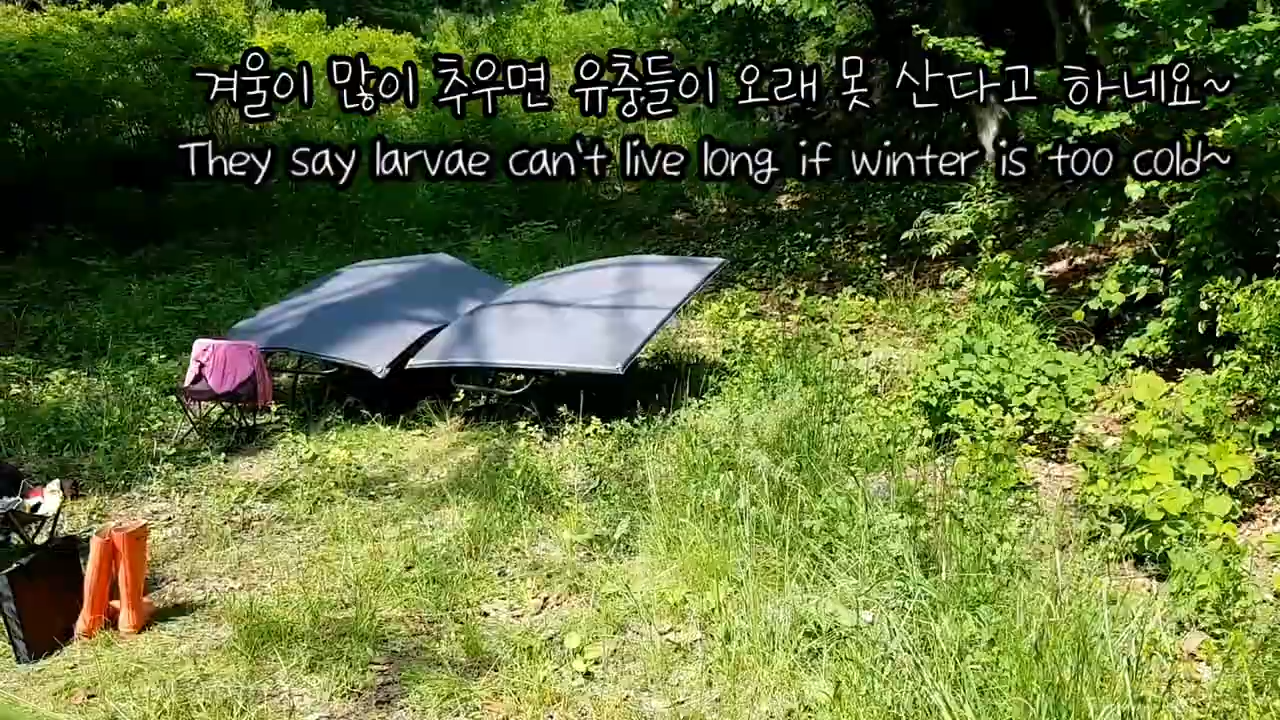 겨울이 많이 추우면 유충들이 오래 못 산다고 하네요~
They say larvae can't live long if winter is too cold~